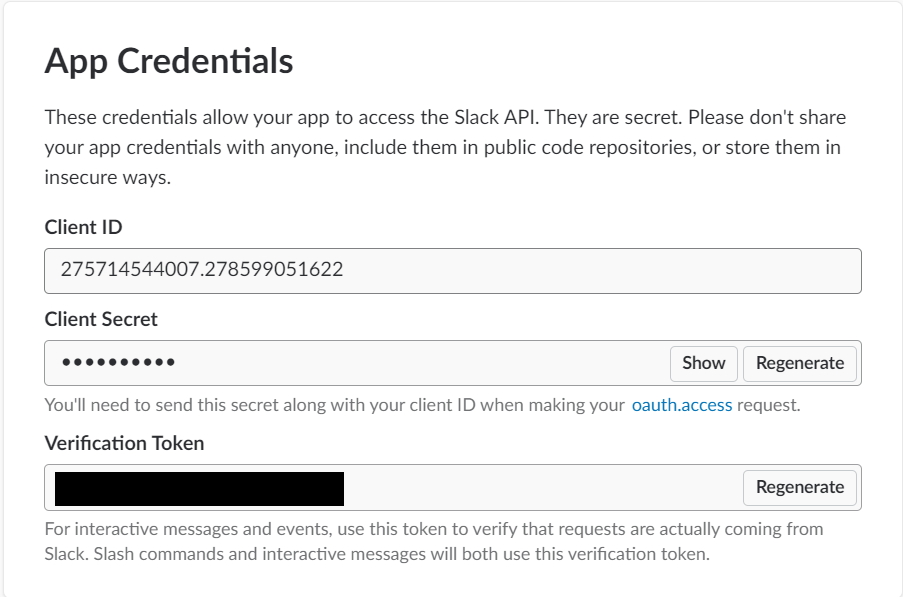 App Credentials
These credentials allow your app to access the Slack API. They are secret. Please don't share
your app credentials with anyone, include them in public code repositories, or store them in
insecure ways.
Client ID
275714544007.278599051622
Client Secret
•••••••••• Show Regenerate
You'll need to send this secret along with your client ID when making your oauth.access request.
Verification Token
Regenerate
For interactive messages and events, use this token to verify that requests are actually coming from
Slack. Slash commands and interactive messages will both use this verification token.